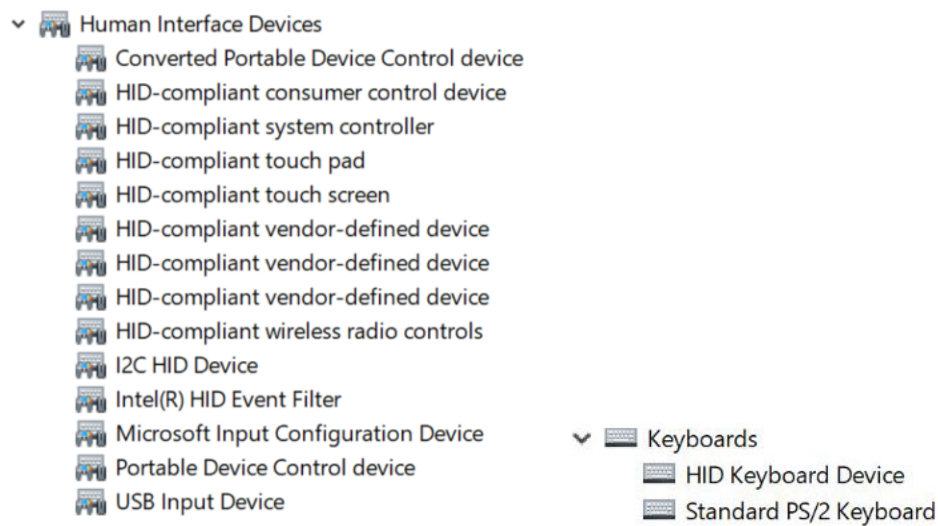 Human Interface Devices
Converted Portable Device Control device
HID-compliant consumer control device
HID-compliant system controller
HID-compliant touch pad
HID-compliant touch screen
HID-compliant vendor-defined device
HID-compliant vendor-defined device
HID-compliant vendor-defined device
HID-compliant wireless radio controls
I2C HID Device
Intel(R) HID Event Filter
Microsoft Input Configuration Device
Portable Device Control device
USB Input Device
Keyboards
HID Keyboard Device
Standard PS/2 Keyboard